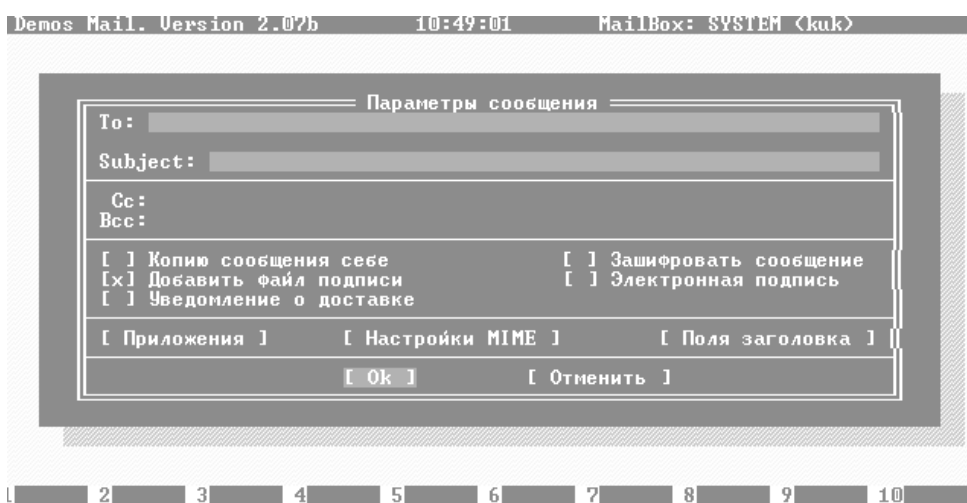 Demos Mail. Version 2.07b 10:49:01 MailBox: SYSTEM (kuk)
Параметры сообщения
To:
Subject:
Cc:
Bcc:
[ ] Копию сообщения себе [ ] Зашифровать сообщение
[x] Добавить файл подписи [ ] Электронная подпись
[ ] Уведомление о доставке
[ Приложения ] [ Настройки MIME ] [ Поля заголовка ]
[ Ok ] [ Отменить ]
1 2 3 4 5 6 7 8 9 10